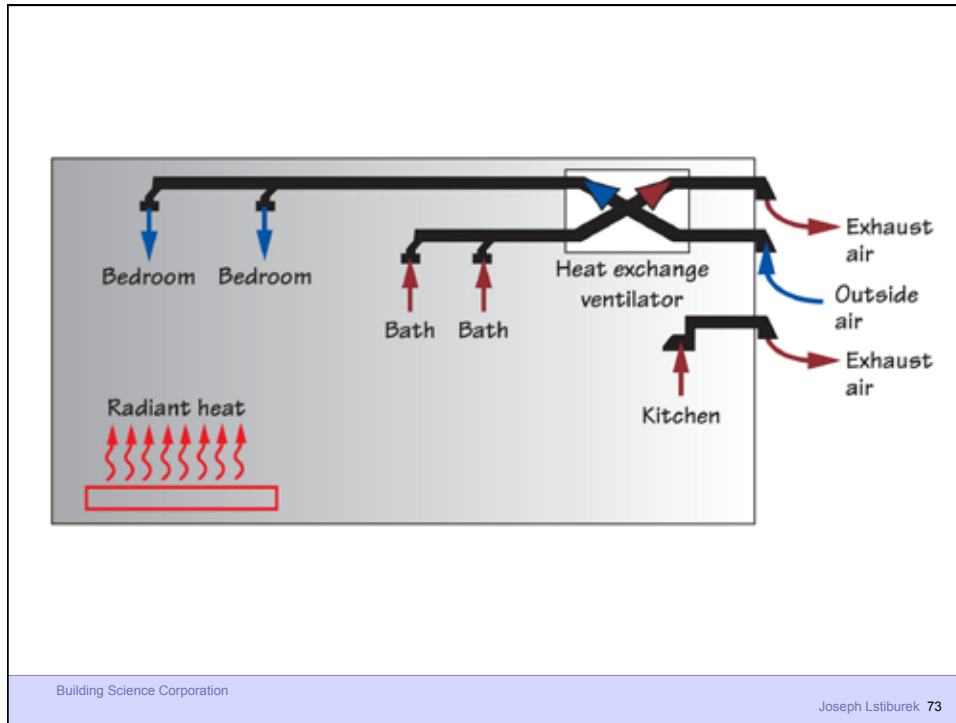 Exhaust
air
Bedroom
Bedroom
Heat exchange
ventilator
Outside
air
Bath
Bath
Exhaust
air
Kitchen
Radiant heat
Building Science Corporation
Joseph Lstiburek 73